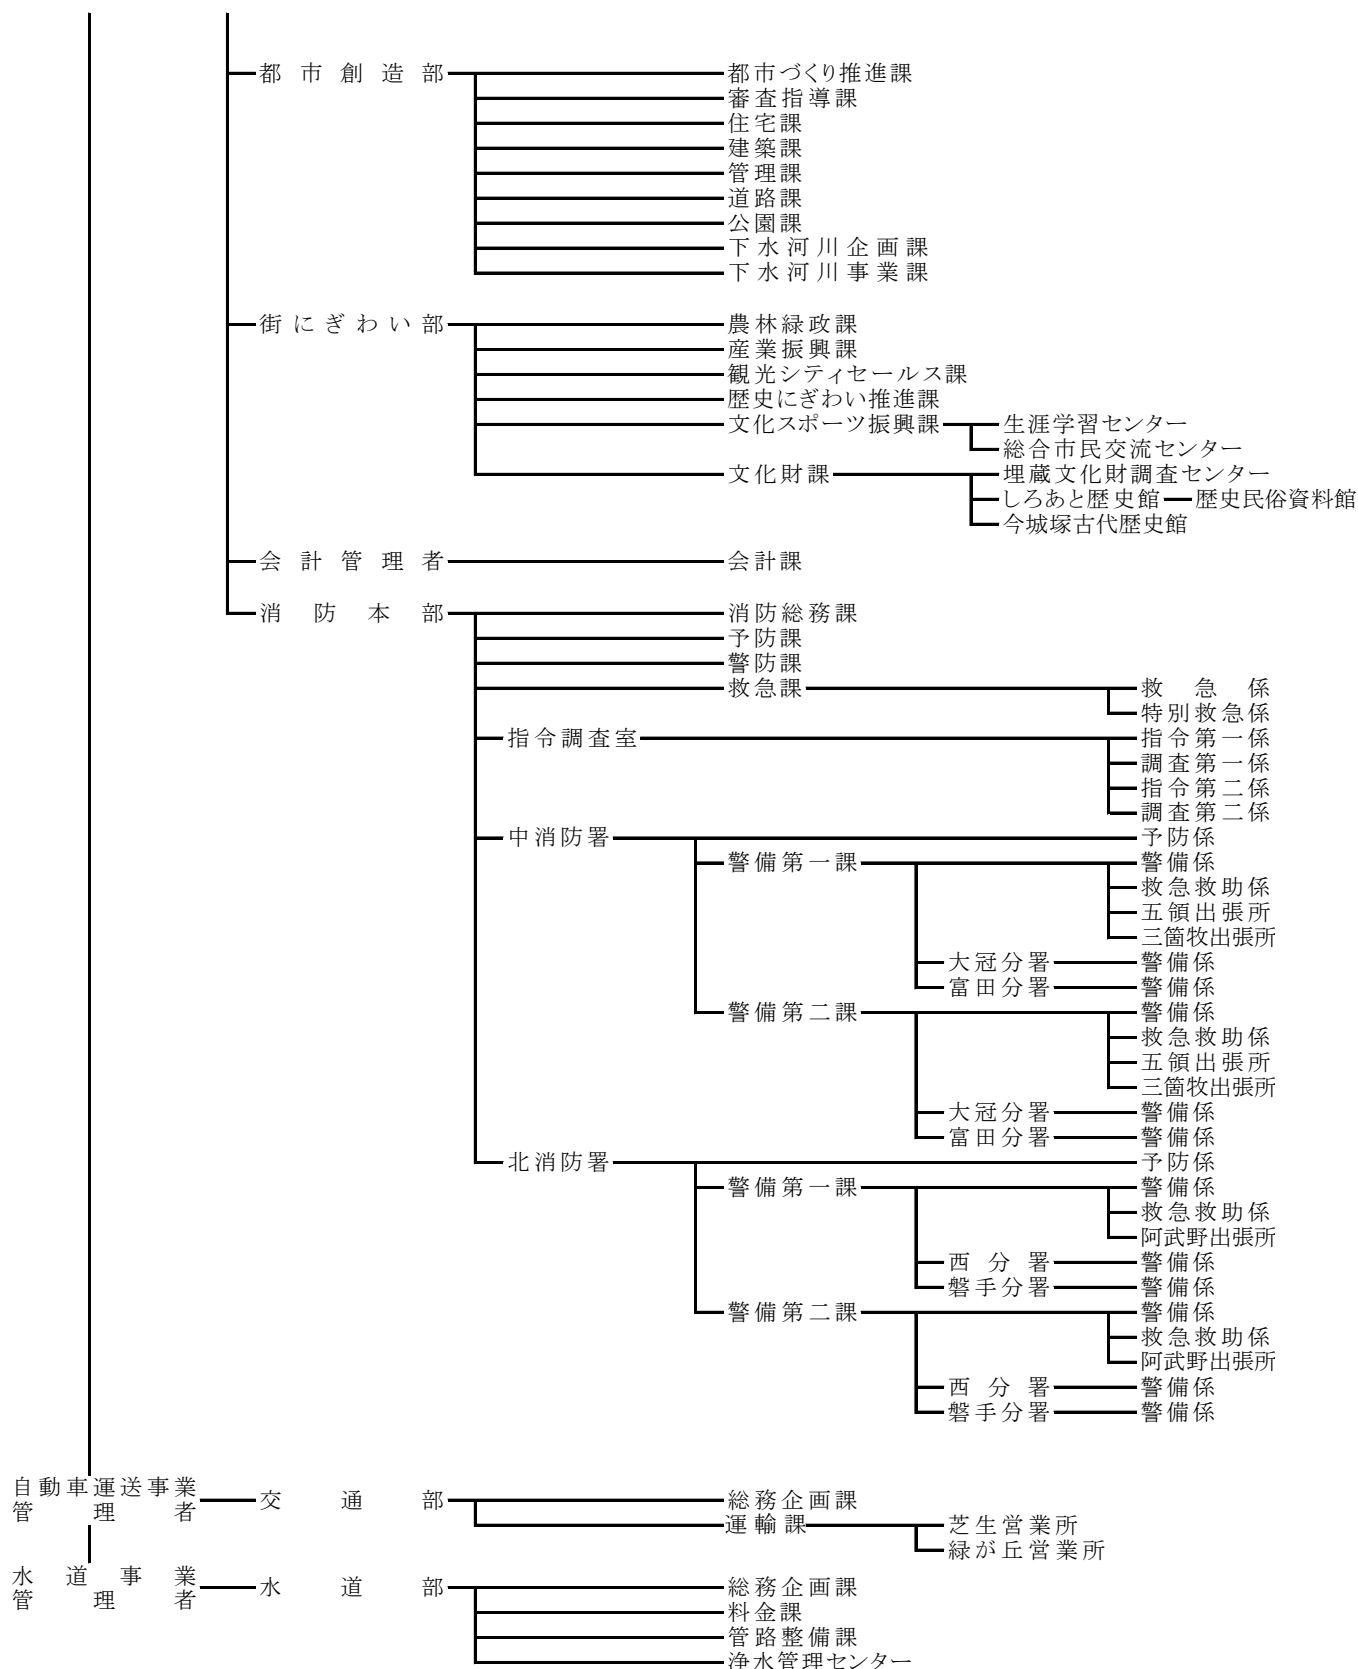 都市創造部 都市づくり推進課
審査指導課
住宅課
建築課
管理課
道路課
公園課
下水河川企画課
下水河川事業課
街にぎわい部 農林緑政課
産業振興課
観光シティセールス課
歴史にぎわい推進課
文化スポーツ振興課 生涯学習センター
総合市民交流センター
文化財課 埋蔵文化財調査センター
しろあと歴史館 歴史民俗資料館
今城塚古代歴史館
会計管理者 会計課
消防本部 消防総務課
予防課
警防課
救急課 救急係
特別救急係
指令調査室 指令第一係
調査第一係
指令第二係
調査第二係
中消防署 予防係
警備第一課 警備係
救急救助係
五領出張所
三箇牧出張所
大冠分署 警備係
富田分署 警備係
警備第二課 警備係
救急救助係
五領出張所
三箇牧出張所
大冠分署 警備係
富田分署 警備係
北消防署 予防係
警備第一課 警備係
救急救助係
阿武野出張所
西分署 警備係
磐手分署 警備係
警備第二課 警備係
救急救助係
阿武野出張所
西分署 警備係
磐手分署 警備係
自動車運送事業
管理者 交通部 総務企画課
運輸課 芝生営業所
緑が丘営業所
水道事業
管理者 水道部 総務企画課
料金課
管路整備課
浄水管理センター